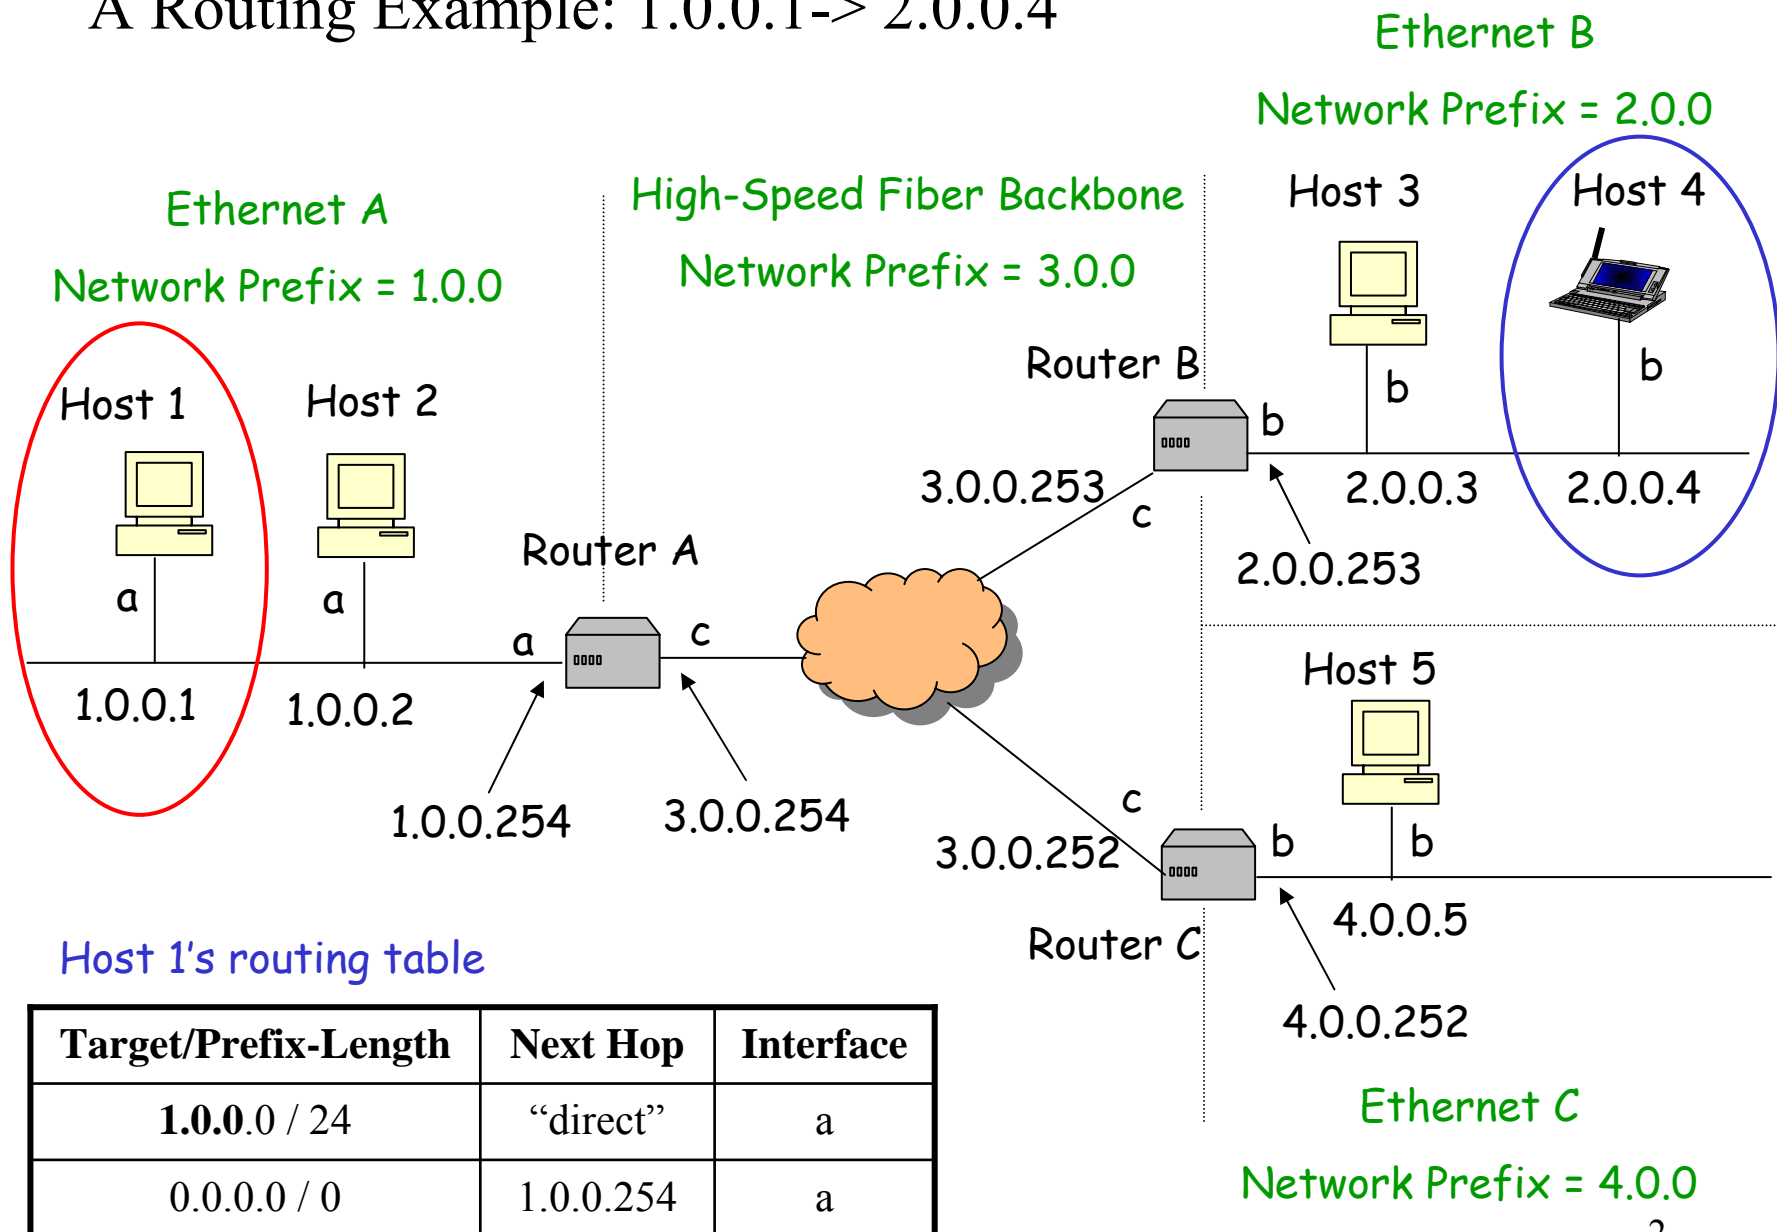 A Routing Example: 1.0.0.1-> 2.0.0.4
Ethernet B
Network Prefix = 2.0.0
Ethernet A
Network Prefix = 1.0.0
High-Speed Fiber Backbone
Network Prefix = 3.0.0
Host 3
Host 4
Host 1
Host 2
Router B
b
b
b
3.0.0.253
c
2.0.0.3
2.0.0.4
2.0.0.253
Router A
a
a
a
c
1.0.0.1
1.0.0.2
1.0.0.254
3.0.0.254
Host 5
c
3.0.0.252
b
b
4.0.0.5
Router C
4.0.0.252
Ethernet C
Network Prefix = 4.0.0
Host 1's routing table
Target/Prefix-Length Next Hop Interface
1.0.0.0 / 24 “direct” a
0.0.0.0 / 0 1.0.0.254 a